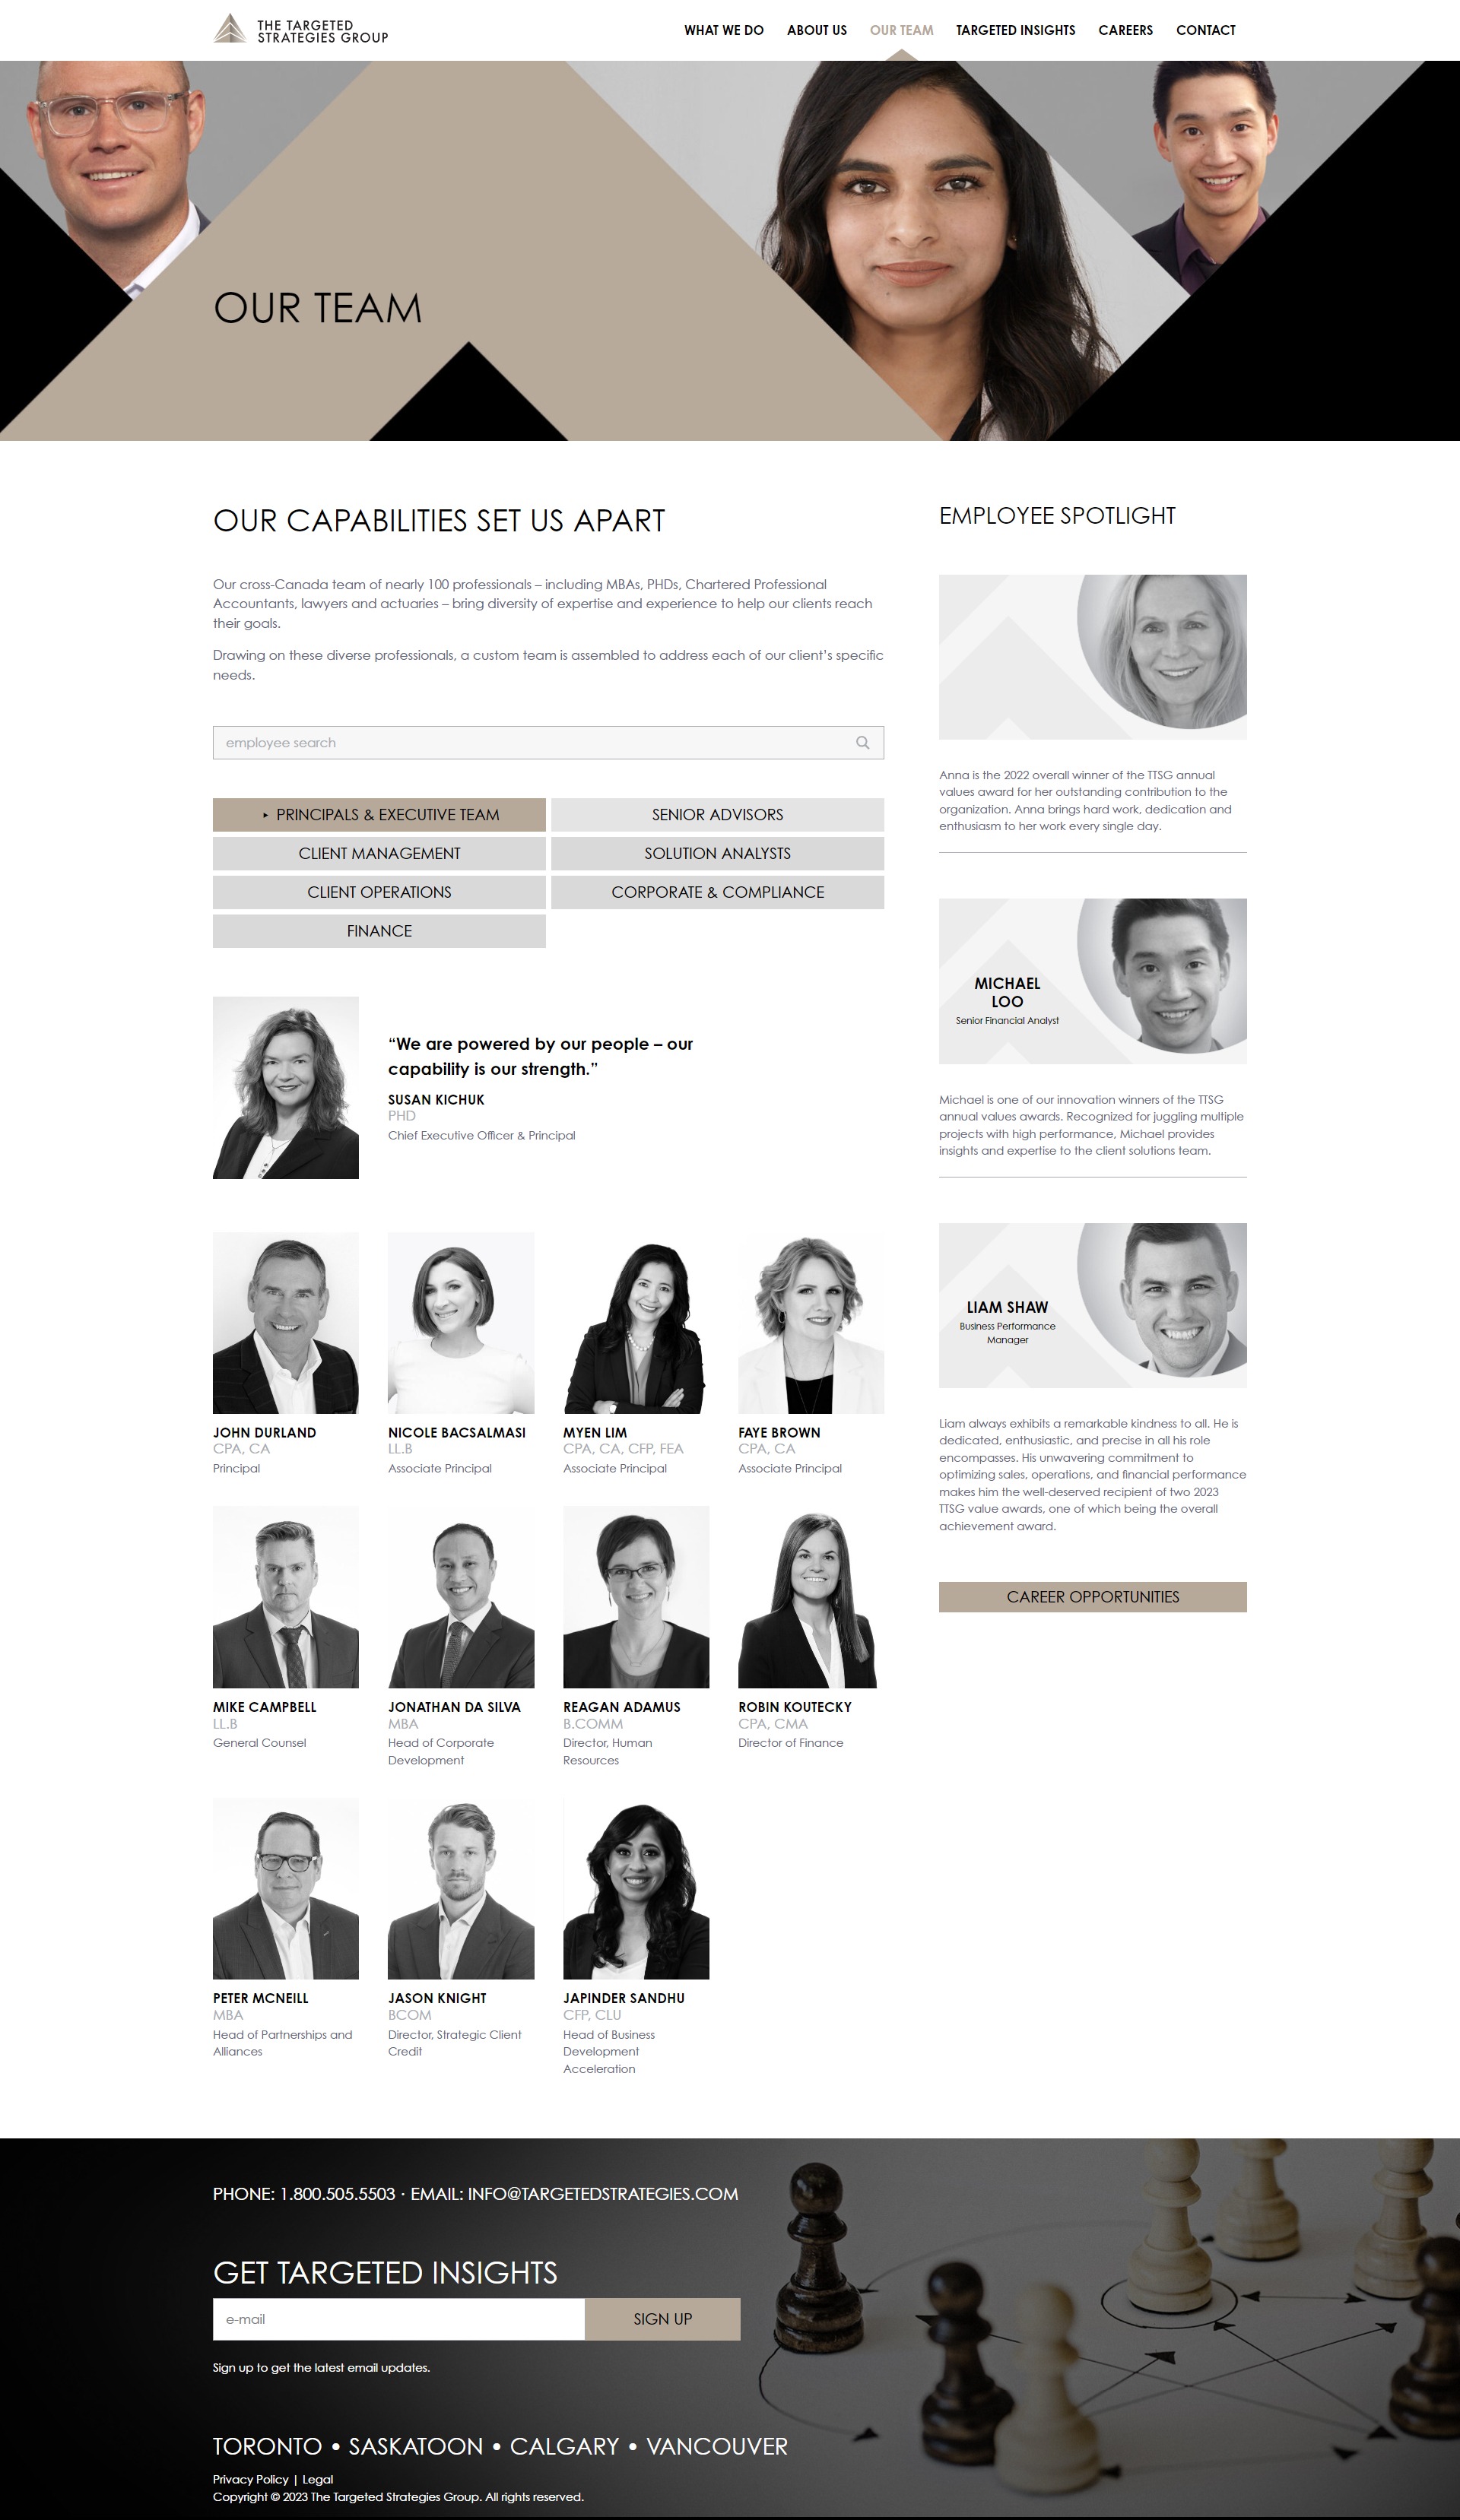 THE TARGETED
STRATEGIES GROUP
WHAT WE DO
ABOUT US
OUR TEAM
TARGETED INSIGHTS
CAREERS
CONTACT
OUR TEAM
OUR CAPABILITIES SET US APART
Our cross-Canada team of nearly 100 professionals – including MBAs, PHDs, Chartered Professional
Accountants, lawyers and actuaries – bring diversity of expertise and experience to help our clients reach
their goals.
Drawing on these diverse professionals, a custom team is assembled to address each of our client’s specific
needs.
employee search
PRINCIPALS & EXECUTIVE TEAM
SENIOR ADVISORS
CLIENT MANAGEMENT
SOLUTION ANALYSTS
CLIENT OPERATIONS
CORPORATE & COMPLIANCE
FINANCE
“We are powered by our people – our
capability is our strength.”
SUSAN KICHUK
PHD
Chief Executive Officer & Principal
JOHN DURLAND
CPA, CA
Principal
NICOLE BACSALMASI
LL.B
Associate Principal
MYEN LIM
CPA, CA, CFP, FEA
Associate Principal
FAYE BROWN
CPA, CA
Associate Principal
MIKE CAMPBELL
LL.B
General Counsel
JONATHAN DA SILVA
MBA
Head of Corporate
Development
REAGAN ADAMUS
B.COMM
Director, Human
Resources
ROBIN KOUTECKY
CPA, CMA
Director of Finance
PETER MCNEILL
MBA
Head of Partnerships and
Alliances
JASON KNIGHT
BCOM
Director, Strategic Client
Credit
JAPINDER SANDHU
CFP, CLU
Head of Business
Development
Acceleration
EMPLOYEE SPOTLIGHT
Anna is the 2022 overall winner of the TTSG annual
values award for her outstanding contribution to the
organization. Anna brings hard work, dedication and
enthusiasm to her work every single day.
MICHAEL
LOO
Senior Financial Analyst
Michael is one of our innovation winners of the TTSG
annual values awards. Recognized for juggling multiple
projects with high performance, Michael provides
insights and expertise to the client solutions team.
LIAM SHAW
Business Performance
Manager
Liam always exhibits a remarkable kindness to all. He is
dedicated, enthusiastic, and precise in all his role
encompasses. His unwavering commitment to
optimizing sales, operations, and financial performance
makes him the well-deserved recipient of two 2023
TTSG value awards, one of which being the overall
achievement award.
CAREER OPPORTUNITIES
PHONE: 1.800.505.5503 · EMAIL: INFO@TARGETEDSTRATEGIES.COM
GET TARGETED INSIGHTS
e-mail
SIGN UP
Sign up to get the latest email updates.
TORONTO • SASKATOON • CALGARY • VANCOUVER
Privacy Policy | Legal
Copyright © 2023 The Targeted Strategies Group. All rights reserved.